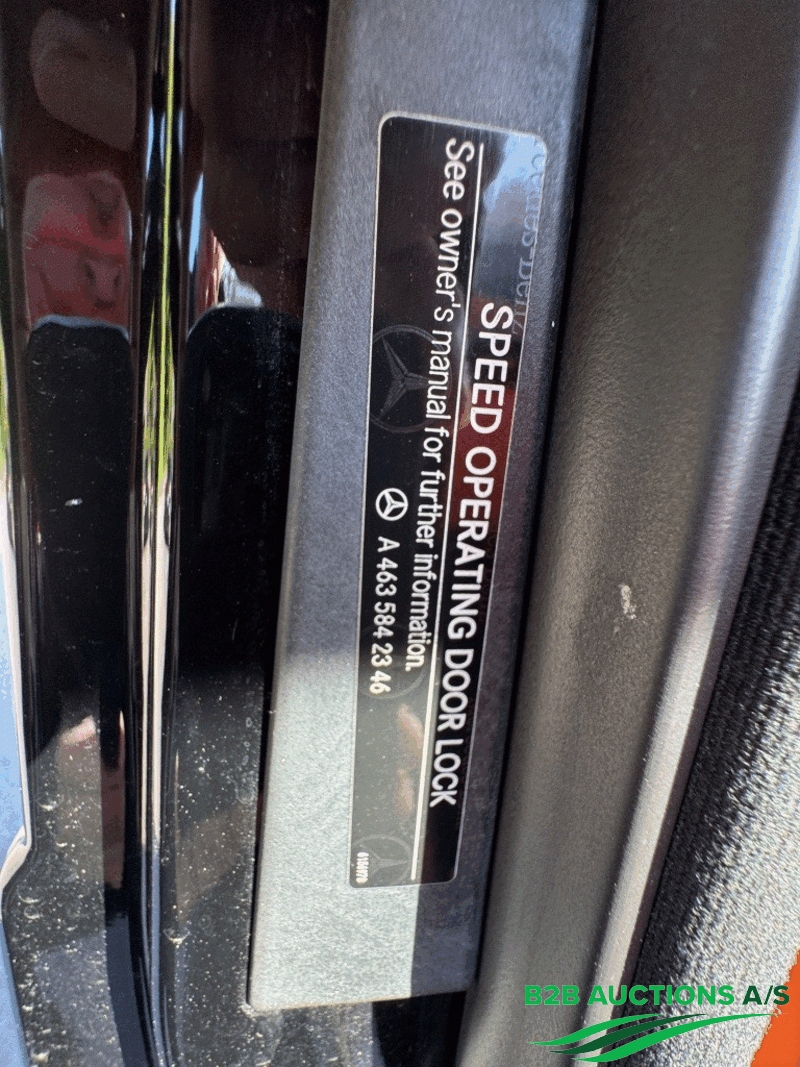 SPEED OPERATING DOOR LOCK
See owner's manual for further information.
A 463 584 23 46
B2B AUCTIONS A/S